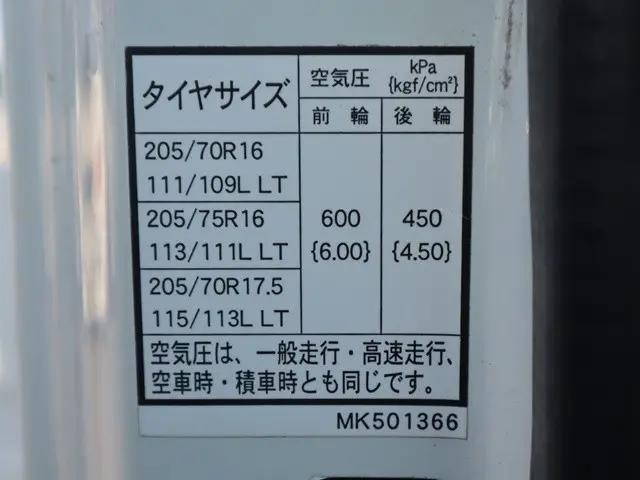 タイヤサイズ
空気圧 kPa {kgf/cm²}
前輪 後輪
205/70R16
111/109L LT
205/75R16 600 450
113/111L LT {6.00} {4.50}
205/70R17.5
115/113L LT
空気圧は、一般走行・高速走行、
空車時・積車時とも同じです。
MK501366